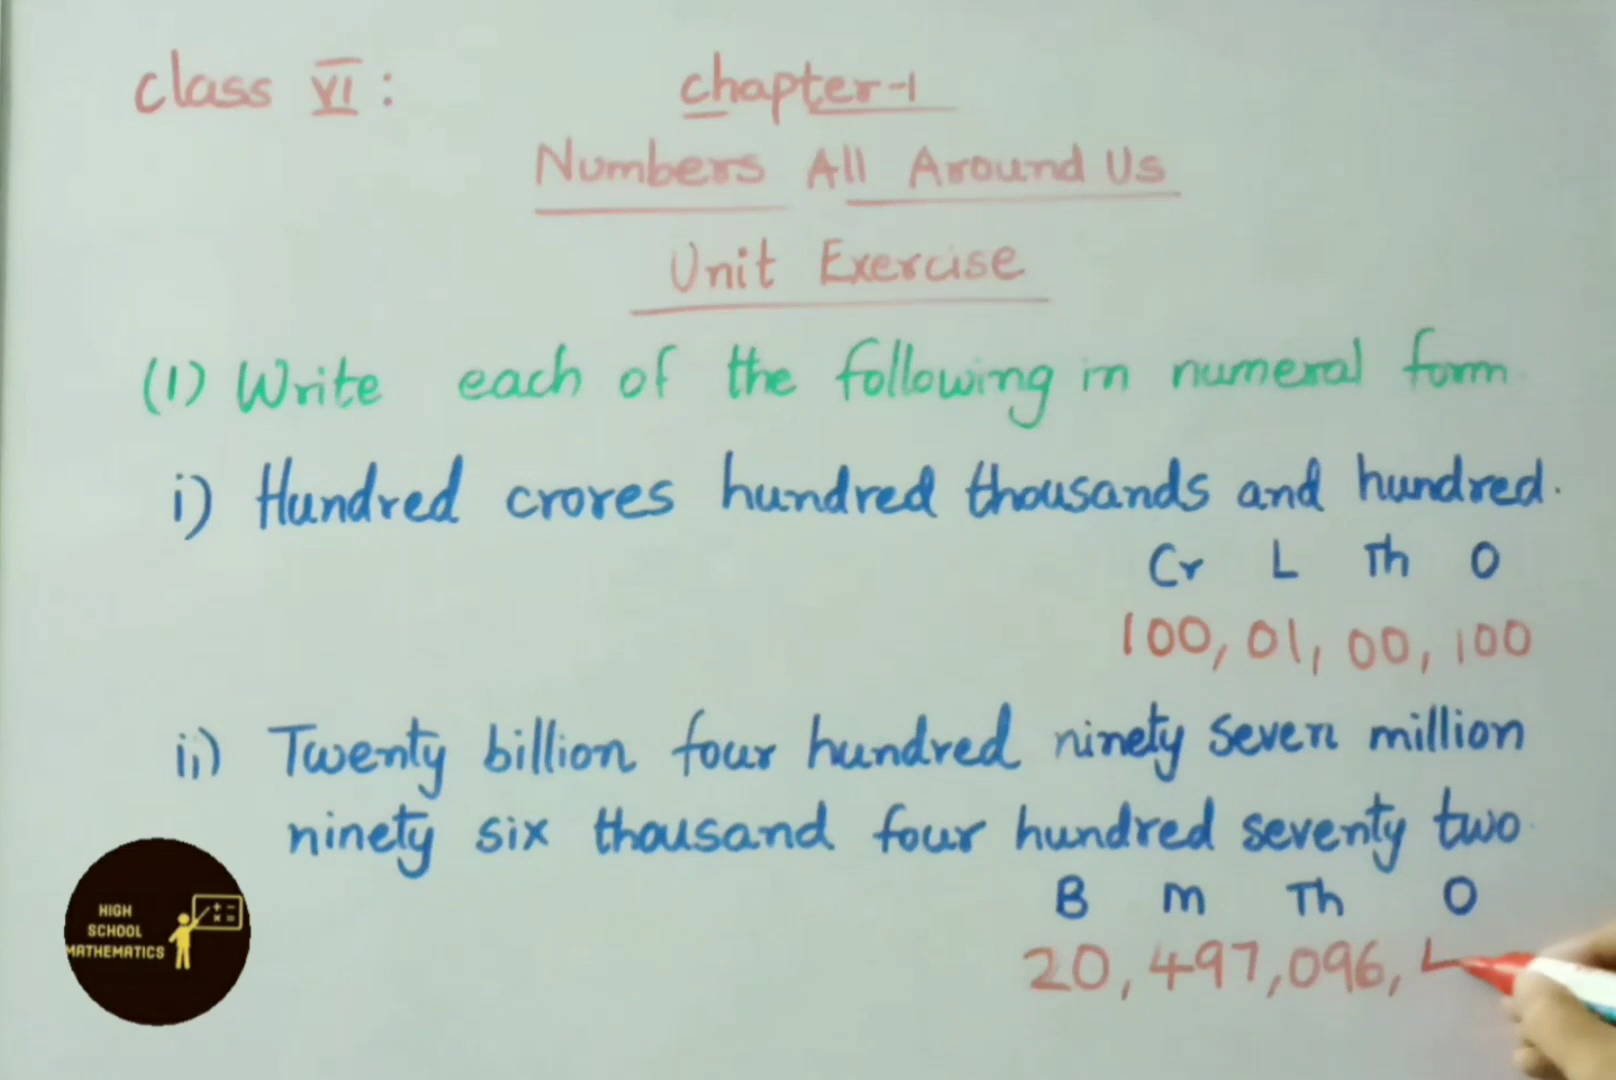 class VI :
chapter-1
Numbers All Around Us
Unit Exercise
(1) Write each of the following in numeral form
i) Hundred crores hundred thousands and hundred.
Cr L Th O
100, 01, 00, 100
ii) Twenty billion four hundred ninety seven million
ninety six thousand four hundred seventy two
B m Th O
20, 497, 096,
HIGH
SCHOOL
MATHEMATICS